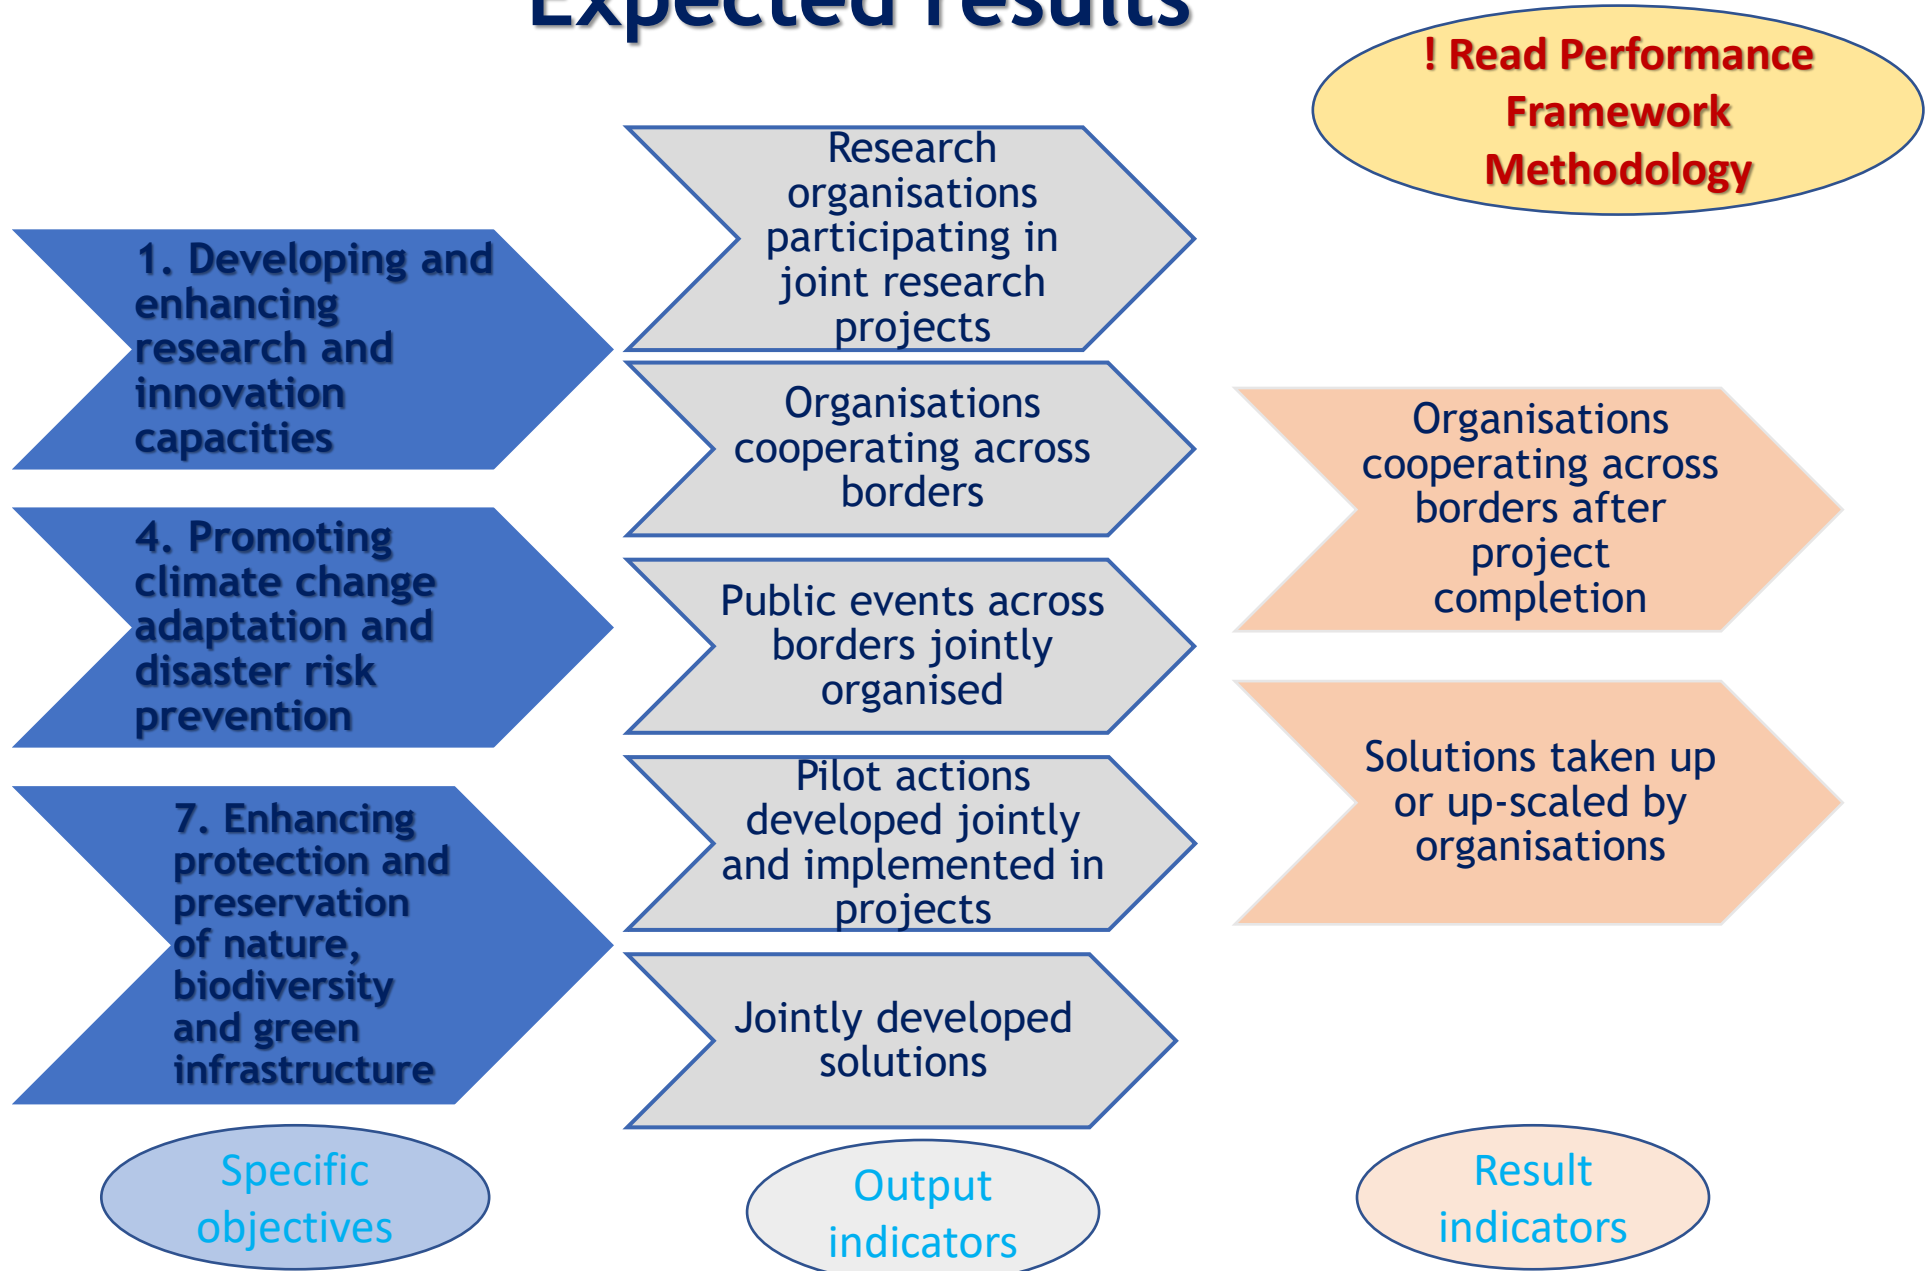 Expected results
! Read Performance
Framework
Methodology
1. Developing and
enhancing
research and
innovation
capacities
4. Promoting
climate change
adaptation and
disaster risk
prevention
7. Enhancing
protection and
preservation
of nature,
biodiversity
and green
infrastructure
Specific
objectives
Research
organisations
participating in
joint research
projects
Organisations
cooperating across
borders
Public events across
borders jointly
organised
Pilot actions
developed jointly
and implemented in
projects
Jointly developed
solutions
Output
indicators
Organisations
cooperating across
borders after
project
completion
Solutions taken up
or up-scaled by
organisations
Result
indicators